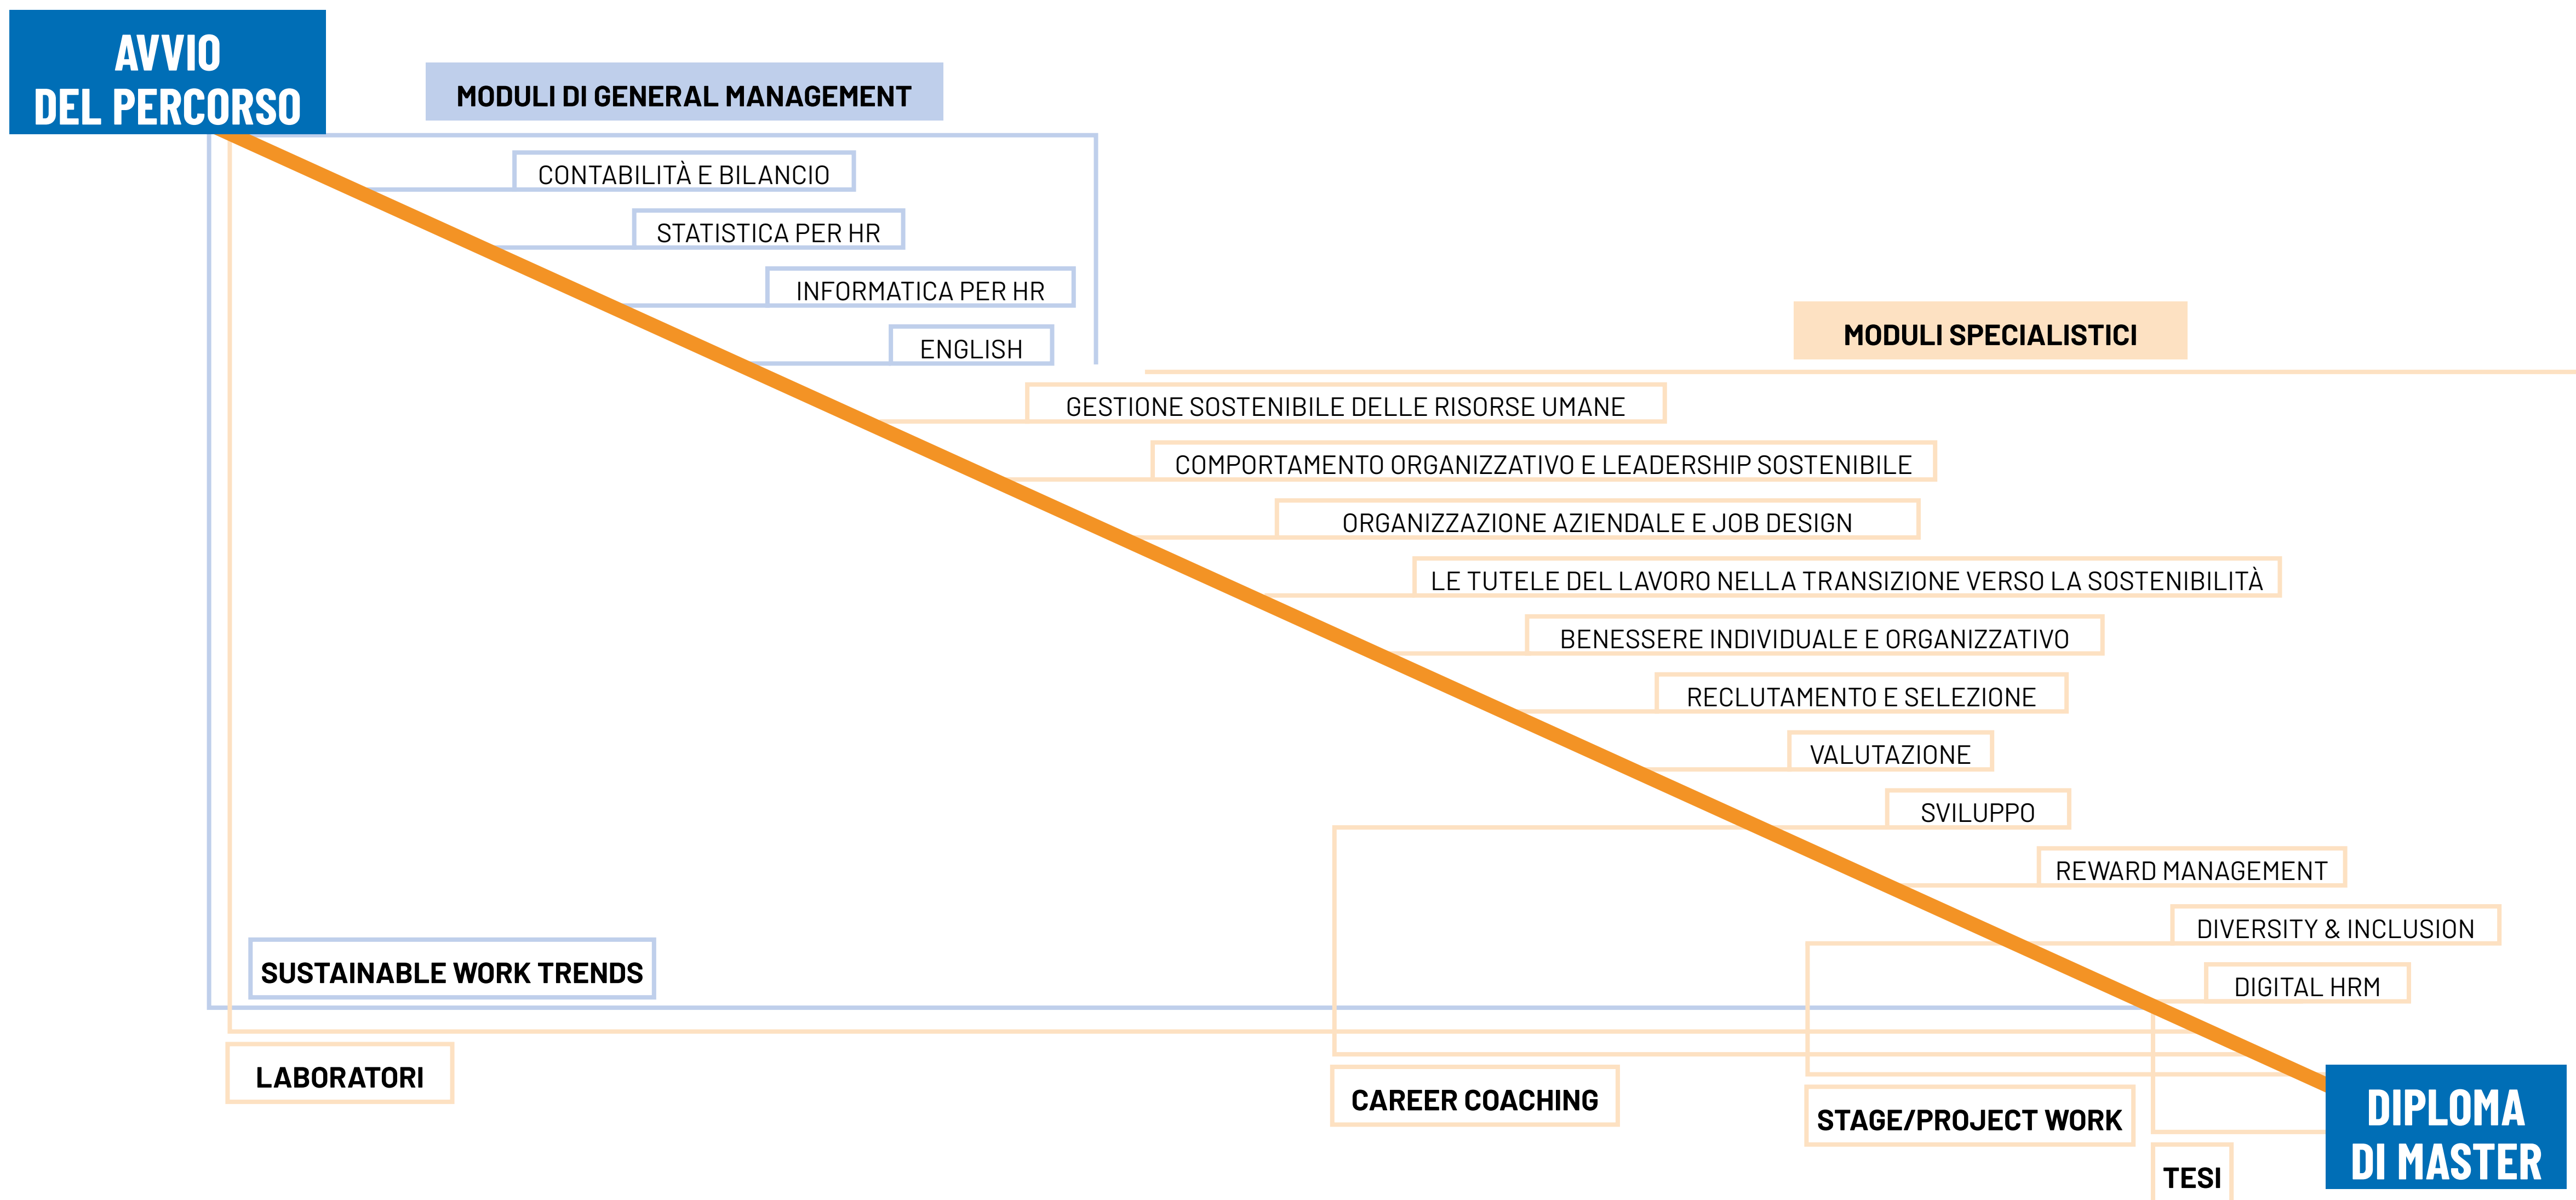 AVVIO
DEL PERCORSO
MODULI DI GENERAL MANAGEMENT
CONTABILITÀ E BILANCIO
STATISTICA PER HR
INFORMATICA PER HR
ENGLISH
MODULI SPECIALISTICI
GESTIONE SOSTENIBILE DELLE RISORSE UMANE
COMPORTAMENTO ORGANIZZATIVO E LEADERSHIP SOSTENIBILE
ORGANIZZAZIONE AZIENDALE E JOB DESIGN
LE TUTELE DEL LAVORO NELLA TRANSIZIONE VERSO LA SOSTENIBILITÀ
BENESSERE INDIVIDUALE E ORGANIZZATIVO
RECLUTAMENTO E SELEZIONE
VALUTAZIONE
SVILUPPO
REWARD MANAGEMENT
DIVERSITY & INCLUSION
DIGITAL HRM
SUSTAINABLE WORK TRENDS
LABORATORI
CAREER COACHING
STAGE/PROJECT WORK
TESI
DIPLOMA
DI MASTER